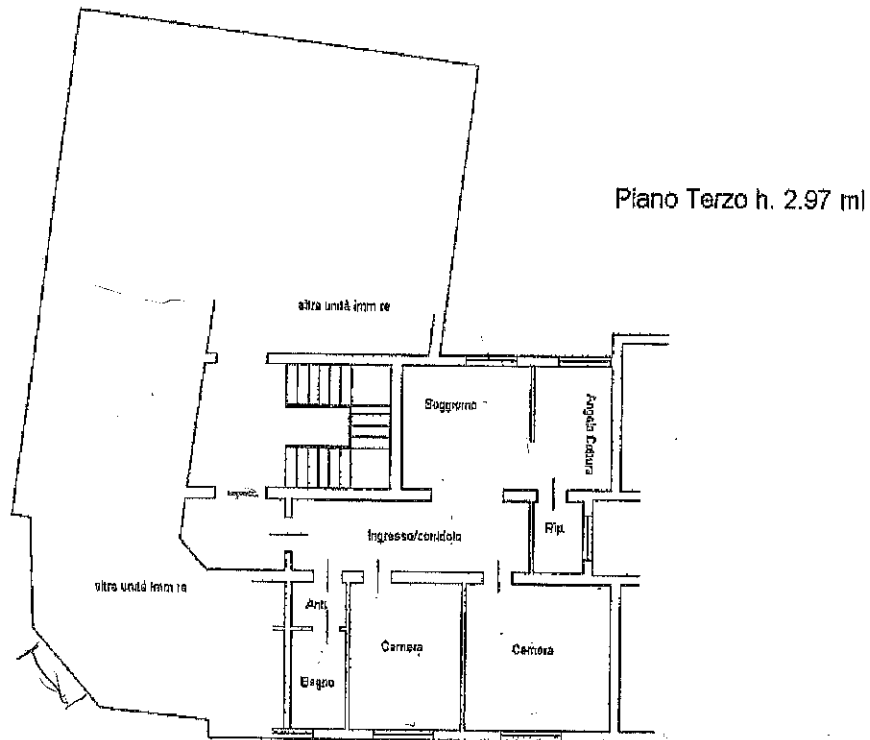 Piano Terzo h. 2.97 ml
altra unità imm re
Soggiorno
Angolo Cottura
Ingresso/corridoio
Rip.
altra unità imm re
Anti
Camera
Camera
Bagno